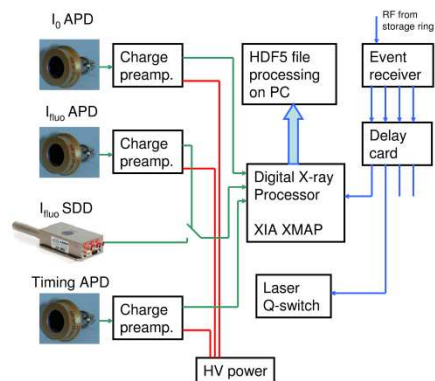 I0 APD
Charge
preamp.
Ifluo APD
Charge
preamp.
Ifluo SDD
Timing APD
Charge
preamp.
HV power
HDF5 file
processing
on PC
Digital X-ray
Processor
XIA XMAP
Laser
Q-switch
RF from
storage ring
Event
receiver
Delay
card